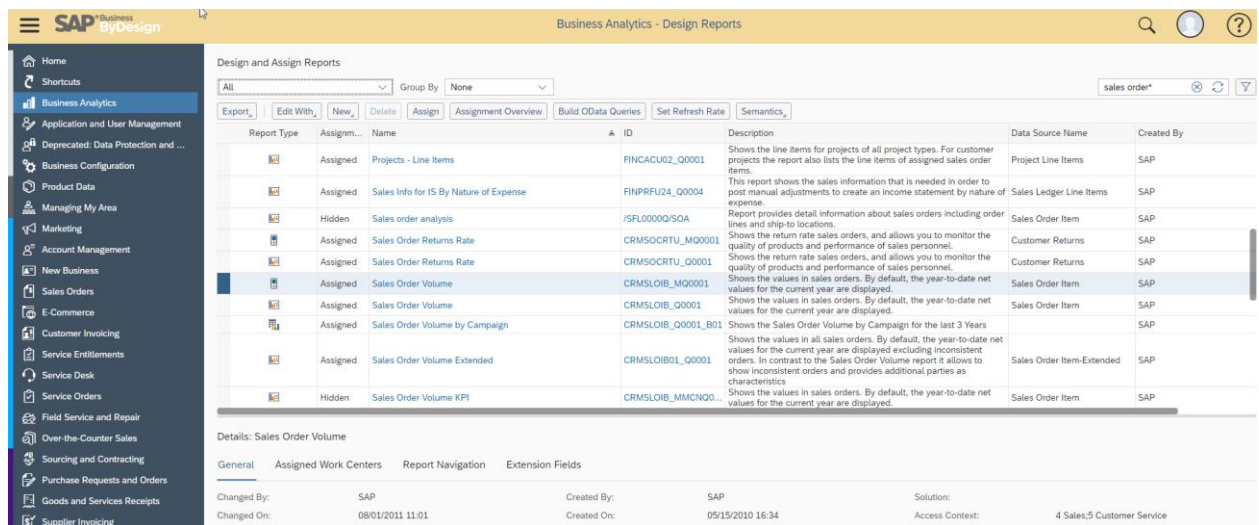 SAP Business ByDesign
Business Analytics - Design Reports
Home
Shortcuts
Business Analytics
Application and User Management
Deprecated: Data Protection and ...
Business Configuration
Product Data
Managing My Area
Marketing
Account Management
New Business
Sales Orders
E-Commerce
Customer Invoicing
Service Entitlements
Service Desk
Service Orders
Field Service and Repair
Over-the-Counter Sales
Sourcing and Contracting
Purchase Requests and Orders
Goods and Services Receipts
Supplier Invoicing
Design and Assign Reports
All Group By None sales order*
Export Edit With New Delete Assign Assignment Overview Build OData Queries Set Refresh Rate Semantics
Report Type Assignm... Name ID Description Data Source Name Created By
Assigned Projects - Line Items FINCACU02_Q0001 Shows the line items for projects of all project types. For customer projects the report also lists the line items of assigned sales order items. Project Line Items SAP
Assigned Sales Info for IS By Nature of Expense FINPRFU24_Q0004 This report shows the sales information that is needed in order to post manual adjustments to create an income statement by nature of expense. Sales Ledger Line Items SAP
Hidden Sales order analysis /SFL0000Q/SOA Report provides detail information about sales orders including order lines and ship-to locations. Sales Order Item SAP
Assigned Sales Order Returns Rate CRMSOCRTU_MQ0001 Shows the return rate sales orders, and allows you to monitor the quality of products and performance of sales personnel. Customer Returns SAP
Assigned Sales Order Returns Rate CRMSOCRTU_Q0001 Shows the return rate sales orders, and allows you to monitor the quality of products and performance of sales personnel. Customer Returns SAP
Assigned Sales Order Volume CRMSLOIB_MQ0001 Shows the values in sales orders. By default, the year-to-date net values for the current year are displayed. Sales Order Item SAP
Assigned Sales Order Volume CRMSLOIB_Q0001 Shows the values in sales orders. By default, the year-to-date net values for the current year are displayed. Sales Order Item SAP
Assigned Sales Order Volume by Campaign CRMSLOIB_Q0001_B01 Shows the Sales Order Volume by Campaign for the last 3 Years SAP
Assigned Sales Order Volume Extended CRMSLOIB01_Q0001 Shows the values in all sales orders. By default, the year-to-date net values for the current year are displayed excluding inconsistent orders. In contrast to the Sales Order Volume report it allows to show inconsistent orders and provides additional parties as characteristics Sales Order Item-Extended SAP
Hidden Sales Order Volume KPI CRMSLOIB_MMCNQ0... Shows the values in sales orders. By default, the year-to-date net values for the current year are displayed. Sales Order Item SAP
Details: Sales Order Volume
General Assigned Work Centers Report Navigation Extension Fields
Changed By: SAP Created By: SAP Solution:
Changed On: 08/01/2011 11:01 Created On: 05/15/2010 16:34 Access Context: 4 Sales;5 Customer Service